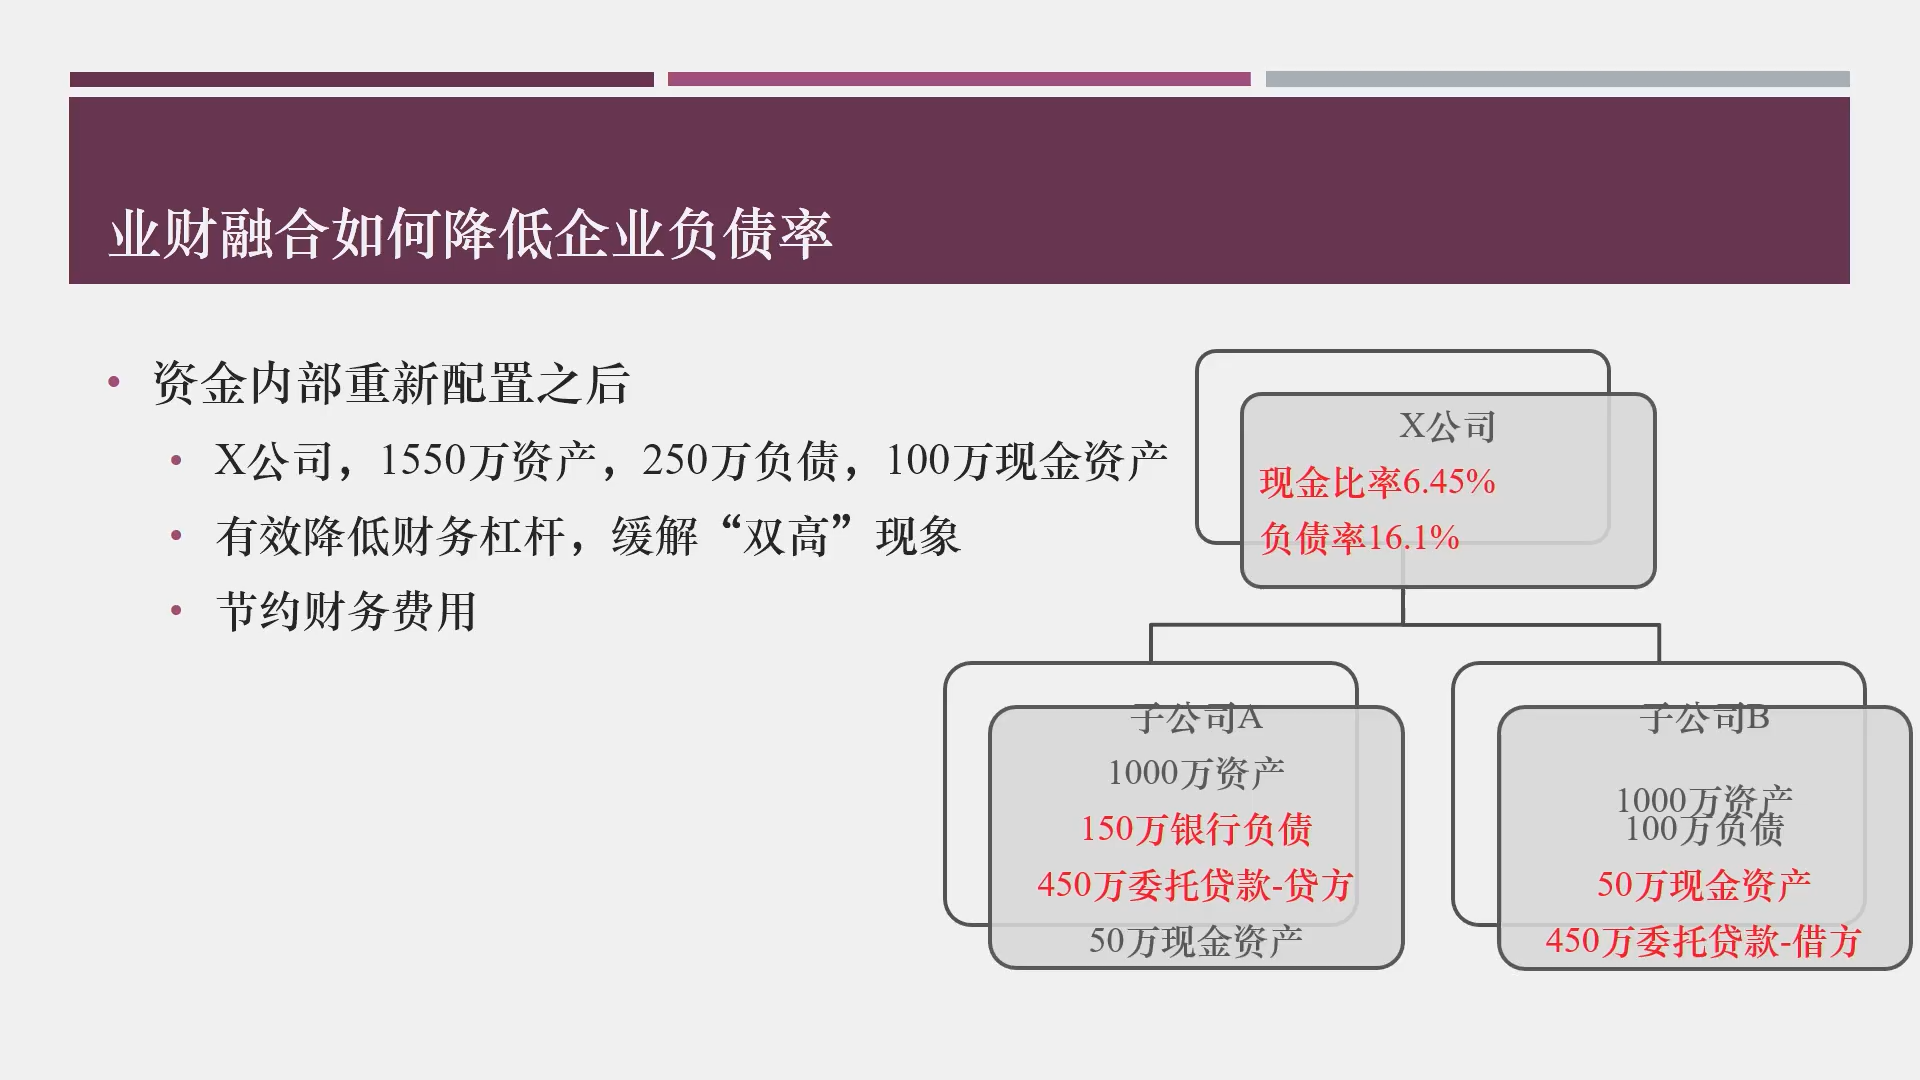 业财融合如何降低企业负债率
• 资金内部重新配置之后
• X公司，1550万资产，250万负债，100万现金资产
• 有效降低财务杠杆，缓解“双高”现象
• 节约财务费用
X公司
现金比率6.45%
负债率16.1%
子公司A
1000万资产
150万银行负债
450万委托贷款-贷方
50万现金资产
子公司B
1000万资产
100万负债
50万现金资产
450万委托贷款-借方